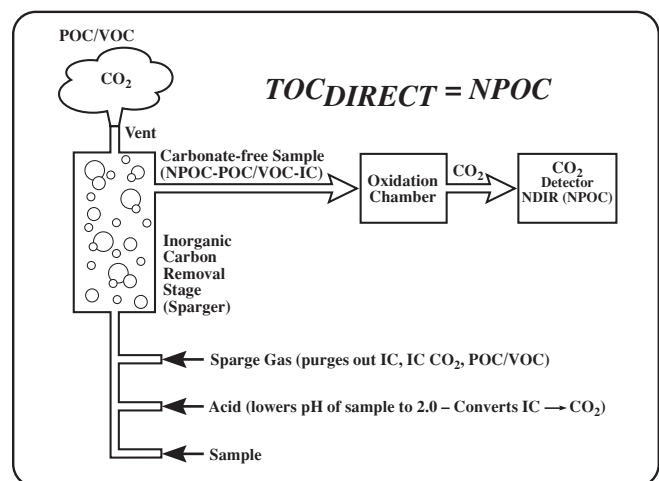 POC/VOC
CO₂
TOC_DIRECT = NPOC
Vent
Carbonate-free Sample
(NPOC-POC/VOC-IC)
Oxidation
Chamber
CO₂
CO₂
Detector
NDIR (NPOC)
Inorganic
Carbon
Removal
Stage
(Sparger)
Sparge Gas (purges out IC, IC CO₂, POC/VOC)
Acid (lowers pH of sample to 2.0 – Converts IC → CO₂)
Sample